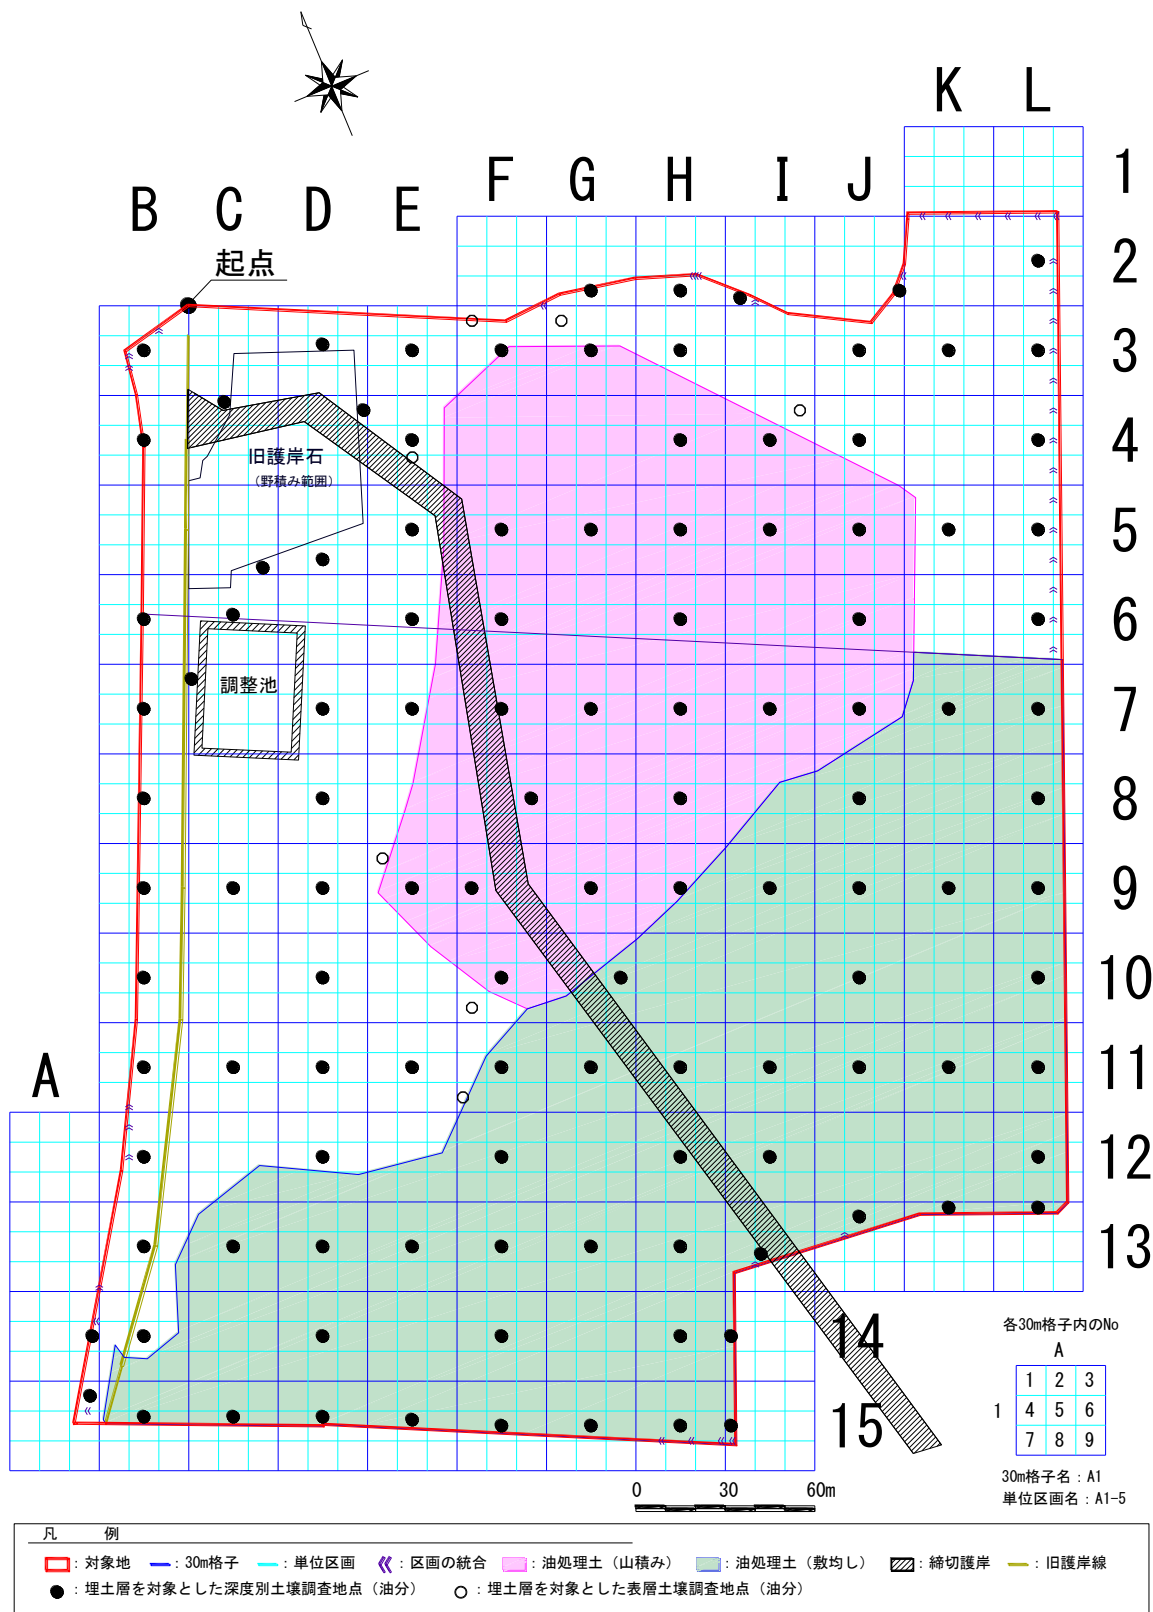 K L
1
F G H I J
B C D E
2
起点
3
4
旧護岸石
(野積み範囲)
5
6
調整池
7
8
9
10
A
11
12
13
14
各30m格子内のNo
A
1 2 3
1 4 5 6
7 8 9
15
30m格子名：A1
単位区画名：A1-5
0 30 60m
凡 例
：対象地 ：30m格子 ：単位区画 ：区画の統合 ：油処理土（山積み） ：油処理土（敷均し） ：締切護岸 ：旧護岸線
：埋土層を対象とした深度別土壌調査地点（油分） ：埋土層を対象とした表層土壌調査地点（油分）